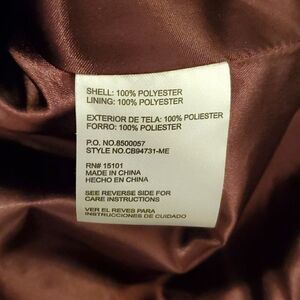 SHELL: 100% POLYESTER
LINING: 100% POLYESTER
EXTERIOR DE TELA: 100% POLIESTER
FORRO: 100% POLIESTER
P.O. NO.8500057
STYLE NO.CB94731-ME
RN# 15101
MADE IN CHINA
HECHO EN CHINA
SEE REVERSE SIDE FOR
CARE INSTRUCTIONS
VER EL REVES PARA
INSTRUCCIONES DE CUIDADO